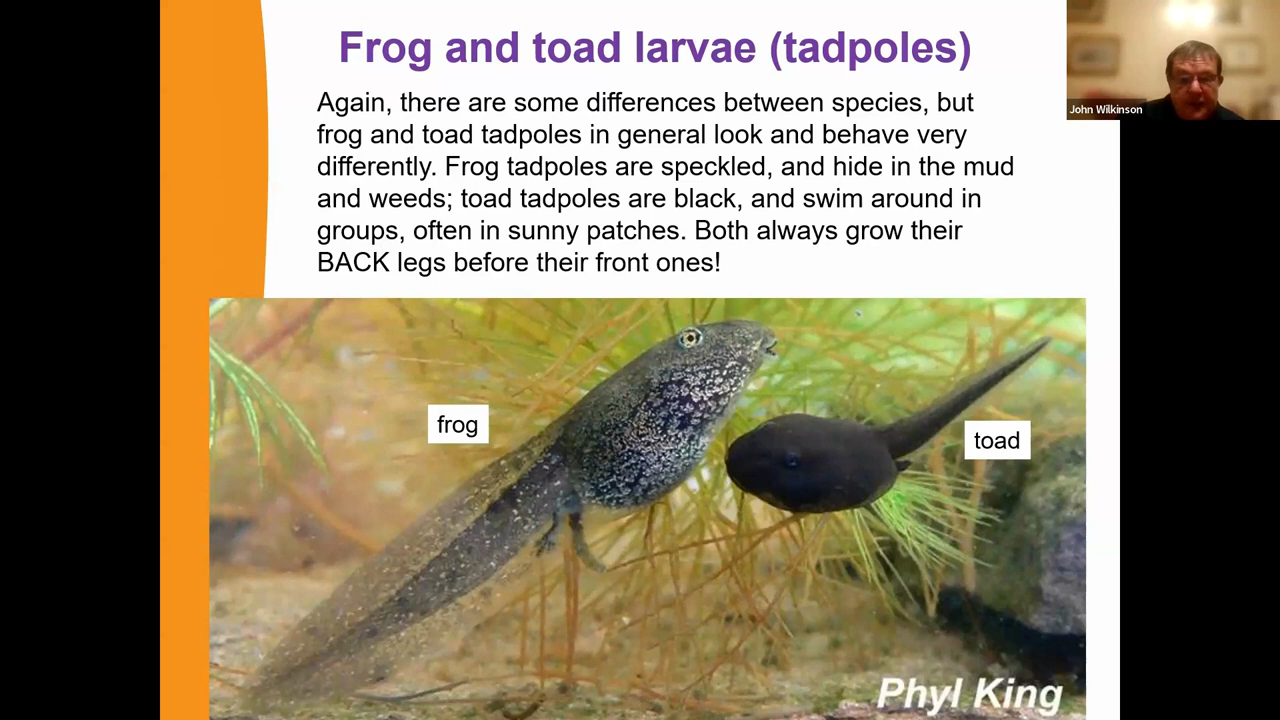 Frog and toad larvae (tadpoles)
John Wilkinson
Again, there are some differences between species, but
frog and toad tadpoles in general look and behave very
differently. Frog tadpoles are speckled, and hide in the mud
and weeds; toad tadpoles are black, and swim around in
groups, often in sunny patches. Both always grow their
BACK legs before their front ones!
frog
toad
Phyl King